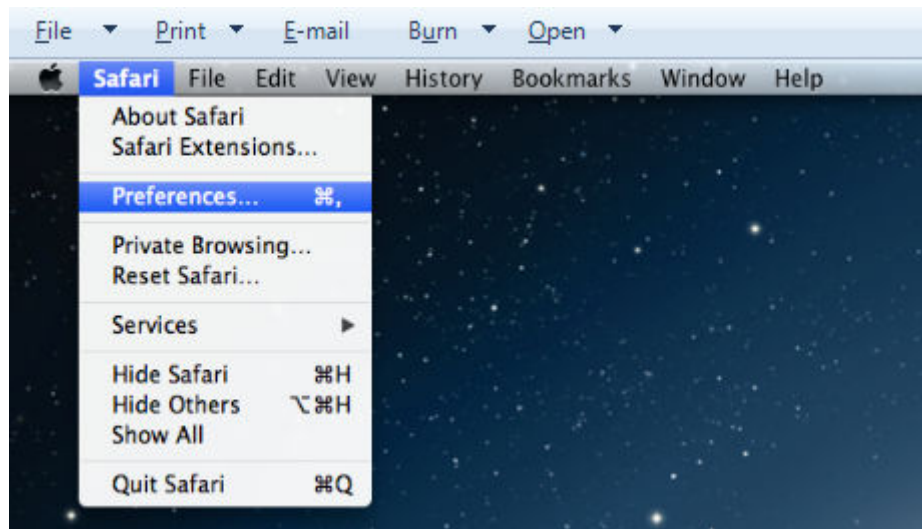 File Print E-mail Burn Open
Safari File Edit View History Bookmarks Window Help
About Safari
Safari Extensions...
Preferences... ⌘,
Private Browsing...
Reset Safari...
Services
Hide Safari ⌘H
Hide Others ⌥⌘H
Show All
Quit Safari ⌘Q